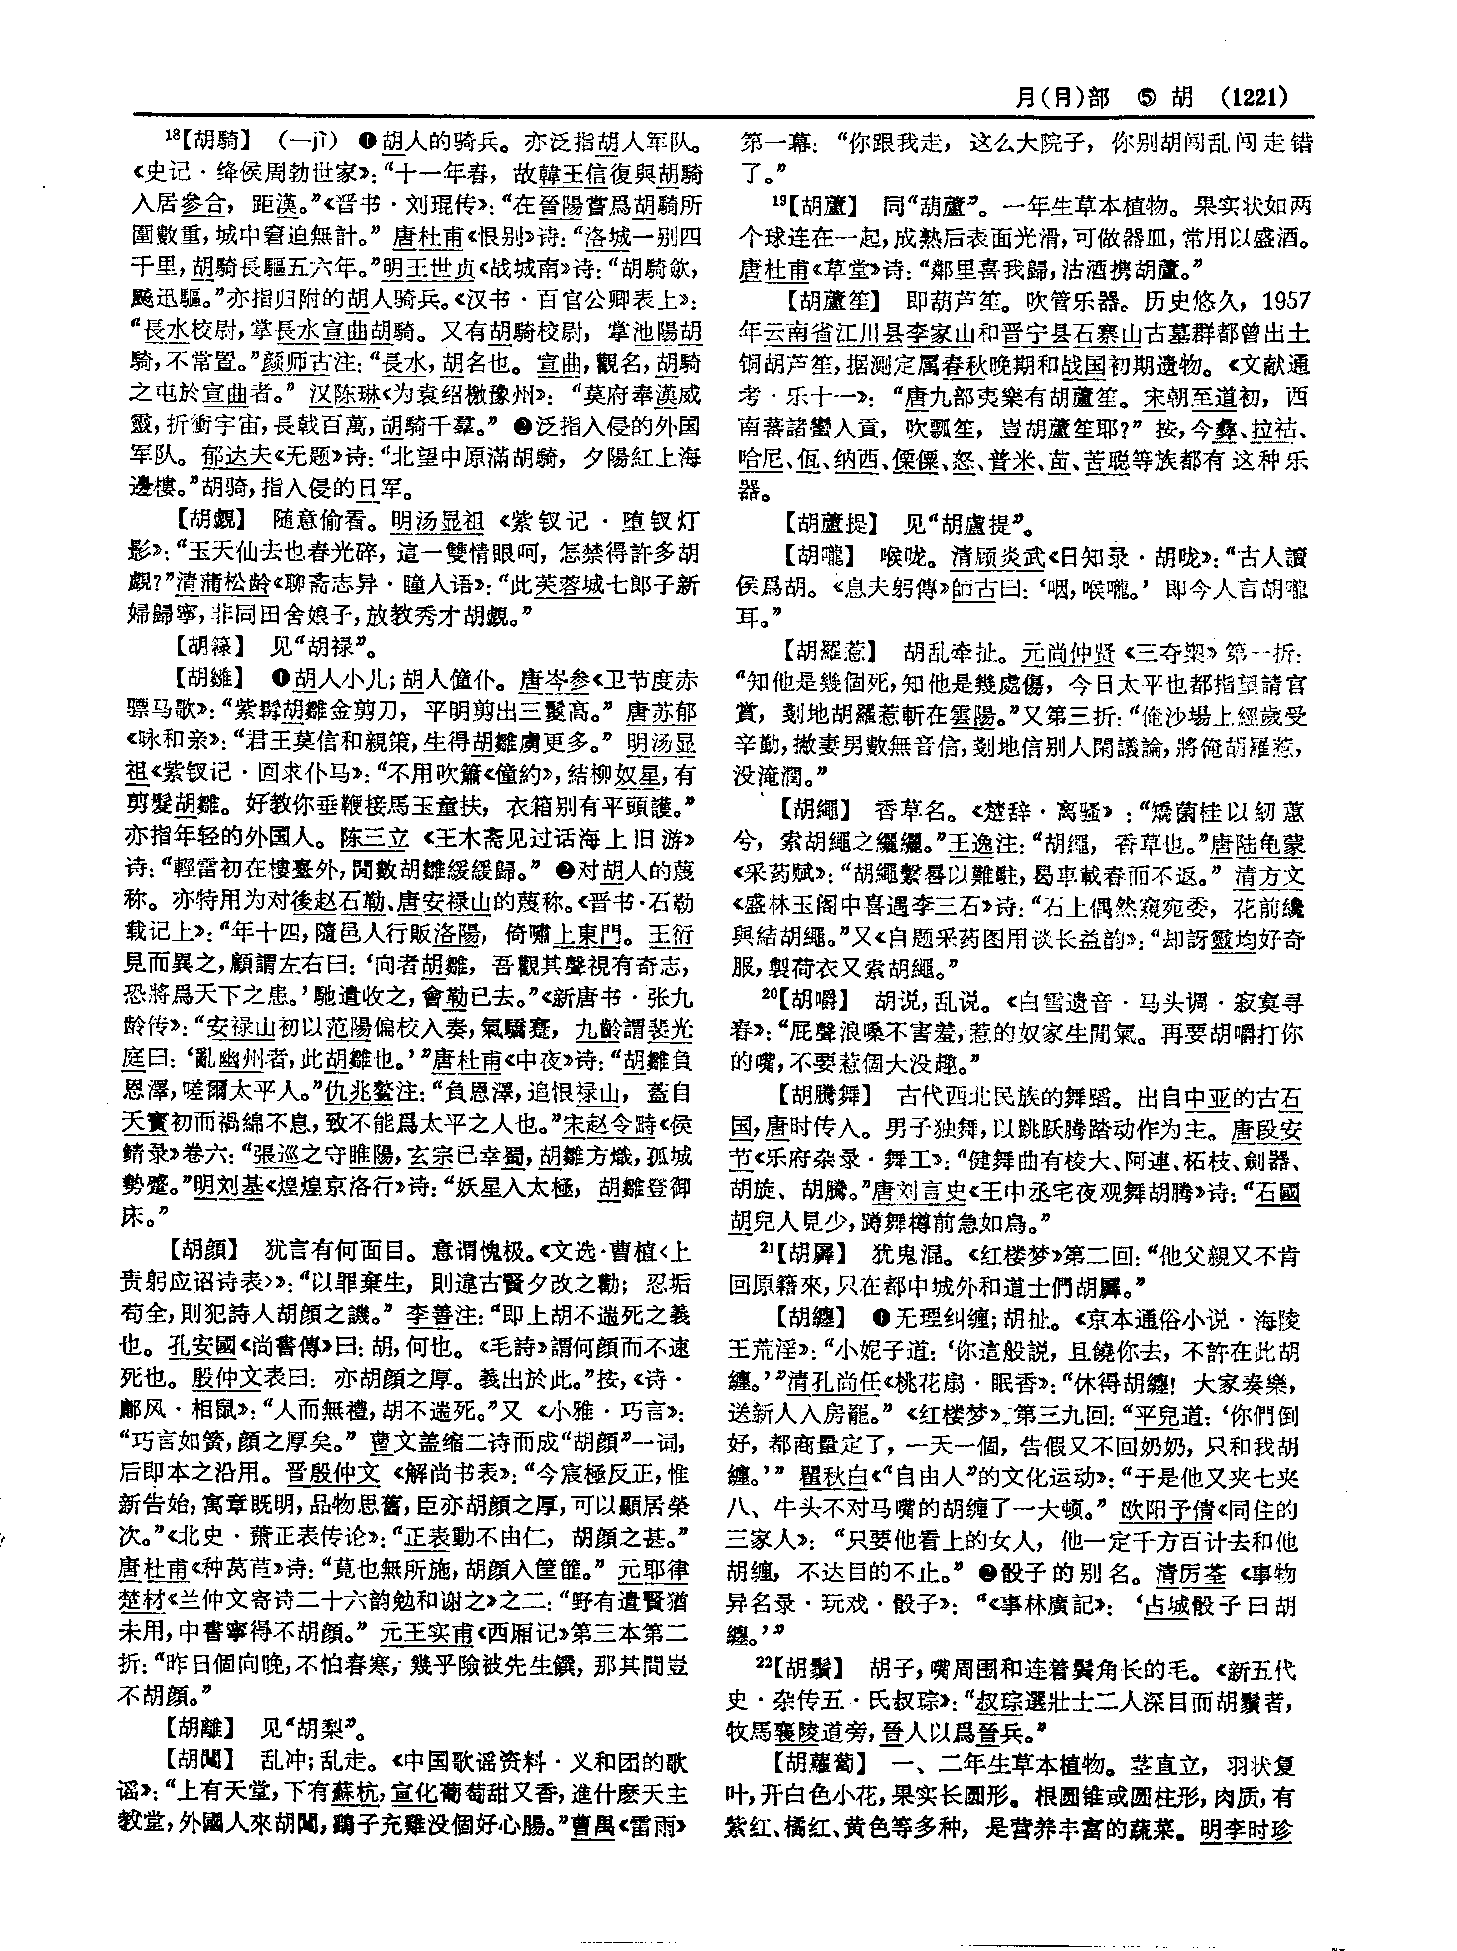 月(⺼)部 ⑤ 胡 (1221)
18【胡騎】 (—jì) ❶胡人的骑兵。亦泛指胡人军队。
《史记·绛侯周勃世家》：“十一年春，故韓王信復與胡騎
入居参合，距漢。”《晋书·刘琨传》：“在晉陽嘗爲胡騎所
圍數重，城中窘迫無計。” 唐杜甫《恨别》诗：“洛城一别四
千里，胡騎長驅五六年。”明王世贞《战城南》诗：“胡騎欻，
飈迅驅。”亦指归附的胡人骑兵。《汉书·百官公卿表上》：
“長水校尉，掌長水宣曲胡騎。又有胡騎校尉，掌池陽胡
騎，不常置。”颜师古注：“長水，胡名也。宣曲，觀名，胡騎
之屯於宣曲者。” 汉陈琳《为袁绍檄豫州》：“莫府奉漢威
靈，折衝宇宙，長戟百萬，胡騎千羣。” ❷泛指入侵的外国
军队。郁达夫《无题》诗：“北望中原滿胡騎，夕陽紅上海
邊樓。”胡骑，指入侵的日军。
【胡覷】 随意偷看。明汤显祖《紫钗记·堕钗灯
影》：“玉天仙去也春光碎，這一雙情眼呵，怎禁得許多胡
覷？”清蒲松龄《聊斋志异·瞳人语》：“此芙蓉城七郎子新
婦歸寧，非同田舍娘子，放教秀才胡覷。”
【胡簶】 见“胡禄”。
【胡雛】 ❶胡人小儿；胡人僮仆。唐岑参《卫节度赤
骠马歌》：“紫髯胡雛金剪刀，平明剪出三鬉高。” 唐苏郁
《咏和亲》：“君王莫信和親策，生得胡雛虜更多。” 明汤显
祖《紫钗记·回求仆马》：“不用吹簫《僮約》，結柳奴星，有
剪髮胡雛。好教你垂鞭接馬玉童扶，衣箱别有平頭護。”
亦指年轻的外国人。陈三立《王木斋见过话海上旧游》
诗：“輕雷初在樓臺外，閒數胡雛緩緩歸。” ❷对胡人的蔑
称。亦特用为对後赵石勒、唐安禄山的蔑称。《晋书·石勒
载记上》：“年十四，隨邑人行販洛陽，倚嘯上東門。王衍
見而異之，顧謂左右曰：‘向者胡雛，吾觀其聲視有奇志，
恐將爲天下之患。’馳遣收之，會勒已去。”《新唐书·张九
龄传》：“安禄山初以范陽偏校入奏，氣驕蹇，九齡謂裴光
庭曰：‘亂幽州者，此胡雛也。’”唐杜甫《中夜》诗：“胡雛負
恩澤，嗟爾太平人。”仇兆鳌注：“負恩澤，追恨禄山，蓋自
天寳初而禍綿不息，致不能爲太平之人也。”宋赵令畤《侯
鲭录》卷六：“張巡之守睢陽，玄宗已幸蜀，胡雛方熾，孤城
勢蹙。”明刘基《煌煌京洛行》诗：“妖星入太極，胡雛登御
床。”
【胡顔】 犹言有何面目。意谓愧极。《文选·曹植〈上
责躬应诏诗表〉》：“以罪棄生，則違古賢夕改之勸；忍垢
苟全，則犯詩人胡顔之譏。” 李善注：“即上胡不遄死之義
也。孔安國《尚書傳》曰：胡，何也。《毛詩》謂何顔而不速
死也。殷仲文表曰：亦胡顔之厚。義出於此。”按，《诗·
鄘风·相鼠》：“人而無禮，胡不遄死。”又《小雅·巧言》：
“巧言如簧，顔之厚矣。” 曹文盖缩二诗而成“胡顔”一词，
后即本之沿用。晋殷仲文《解尚书表》：“今宸極反正，惟
新告始，寓章既明，品物思舊，臣亦胡顔之厚，可以顯居榮
次。”《北史·萧正表传论》：“正表動不由仁，胡顔之甚。”
唐杜甫《种莴苣》诗：“莧也無所施，胡顔入筐篚。” 元耶律
楚材《兰仲文寄诗二十六韵勉和谢之》之二：“野有遺賢猶
未用，中書寧得不胡顔。” 元王实甫《西厢记》第三本第二
折：“昨日個向晚，不怕春寒，幾乎險被先生饌，那其間豈
不胡顔。”
【胡離】 见“胡梨”。
【胡闖】 乱冲；乱走。《中国歌谣资料·义和团的歌
谣》：“上有天堂，下有蘇杭，宣化葡萄甜又香，進什麽天主
教堂，外國人來胡闖，鷂子充雞没個好心腸。”曹禺《雷雨》
第一幕：“你跟我走，这么大院子，你别胡闯乱闯走错
了。”
19【胡蘆】 同“葫蘆”。一年生草本植物。果实状如两
个球连在一起，成熟后表面光滑，可做器皿，常用以盛酒。
唐杜甫《草堂》诗：“鄰里喜我歸，沽酒携胡蘆。”
【胡蘆笙】 即葫芦笙。吹管乐器。历史悠久，1957
年云南省江川县李家山和晋宁县石寨山古墓群都曾出土
铜胡芦笙，据测定属春秋晚期和战国初期遗物。《文献通
考·乐十一》：“唐九部夷樂有胡蘆笙。宋朝至道初，西
南蕃諸蠻入貢，吹瓢笙，豈胡蘆笙耶？” 按，今彝、拉祜、
哈尼、佤、纳西、傈僳、怒、普米、苗、苦聪等族都有这种乐
器。
【胡蘆提】 见“胡盧提”。
【胡嚨】 喉咙。清顾炎武《日知录·胡咙》：“古人讀
侯爲胡。《息夫躬傳》師古曰：‘咽，喉嚨。’ 即今人言胡嚨
耳。”
【胡羅惹】 胡乱牵扯。元尚仲贤《三夺槊》第一折：
“知他是幾個死，知他是幾處傷，今日太平也都指望請官
賞，剗地胡羅惹斬在雲陽。”又第三折：“俺沙場上經歲受
辛勤，撇妻男數無音信，剗地信别人閑議論，將俺胡羅惹，
没淹潤。”
【胡繩】 香草名。《楚辞·离骚》：“矯菌桂以紉蕙
兮，索胡繩之纚纚。”王逸注：“胡繩，香草也。”唐陆龟蒙
《采药赋》：“胡繩繫晷以難駐，曷車載春而不返。” 清方文
《盛林玉阁中喜遇李三石》诗：“石上偶然窺宛委，花前纔
與結胡繩。”又《自题采药图用谈长益韵》：“却訝靈均好奇
服，製荷衣又索胡繩。”
20【胡嚼】 胡说，乱说。《白雪遗音·马头调·寂寞寻
春》：“屁聲浪嗓不害羞，惹的奴家生閒氣。再要胡嚼打你
的嘴，不要惹個大没趣。”
【胡騰舞】 古代西北民族的舞蹈。出自中亚的古石
国，唐时传入。男子独舞，以跳跃腾踏动作为主。唐段安
节《乐府杂录·舞工》：“健舞曲有棱大、阿連、柘枝、劍器、
胡旋、胡騰。”唐刘言史《王中丞宅夜观舞胡腾》诗：“石國
胡兒人見少，蹲舞樽前急如鳥。”
21【胡羼】 犹鬼混。《红楼梦》第二回：“他父親又不肯
回原籍來，只在都中城外和道士們胡羼。”
【胡纏】 ❶无理纠缠；胡扯。《京本通俗小说·海陵
王荒淫》：“小妮子道：‘你這般説，且饒你去，不許在此胡
纏。’”清孔尚任《桃花扇·眠香》：“休得胡纏！大家奏樂，
送新人入房罷。” 《红楼梦》第三九回：“平兒道：‘你們倒
好，都商量定了，一天一個，告假又不回奶奶，只和我胡
纏。’” 瞿秋白《“自由人”的文化运动》：“于是他又夹七夹
八、牛头不对马嘴的胡缠了一大顿。” 欧阳予倩《同住的
三家人》：“只要他看上的女人，他一定千方百计去和他
胡缠，不达目的不止。” ❷骰子的别名。清厉荃《事物
异名录·玩戏·骰子》：“《事林廣記》：‘占城骰子曰胡
纏。’”
22【胡鬚】 胡子，嘴周围和连着鬓角长的毛。《新五代
史·杂传五·氏叔琮》：“叔琮選壯士二人深目而胡鬚者，
牧馬襄陵道旁，晉人以爲晉兵。”
【胡蘿蔔】 一、二年生草本植物。茎直立，羽状复
叶，开白色小花，果实长圆形。根圆锥或圆柱形，肉质，有
紫红、橘红、黄色等多种，是营养丰富的蔬菜。明李时珍